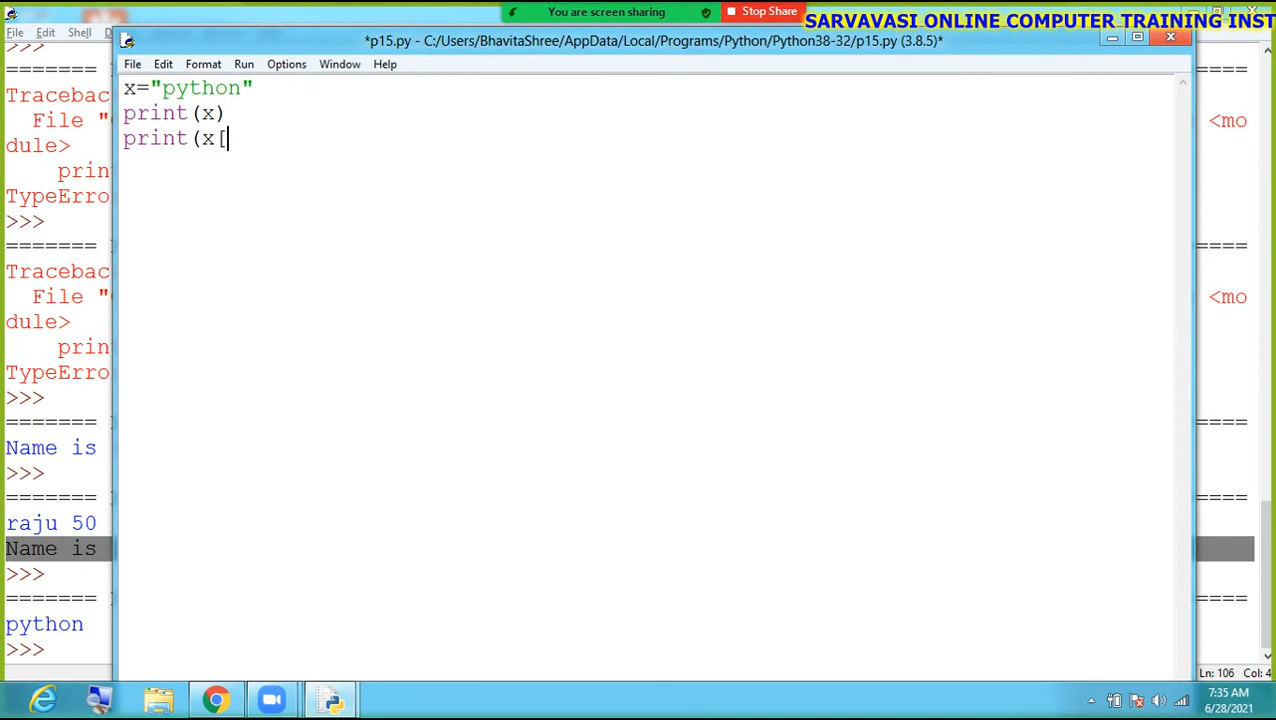 You are screen sharing
Stop Share
SARVAVASI ONLINE COMPUTER TRAINING INST
*p15.py - C:/Users/BhavitaShree/AppData/Local/Programs/Python/Python38-32/p15.py (3.8.5)*
File Edit Shell
File Edit Format Run Options Window Help
x="python"
print(x)
print(x[
>>>
=======
Traceback
File "
<mo
dule>
prin
TypeErro
>>>
=======
Traceback
File "
<mo
dule>
prin
TypeErro
>>>
=======
Name is
>>>
=======
raju 50
Name is
>>>
=======
python
>>>
Ln: 106 Col: 4
7:35 AM
6/28/2021